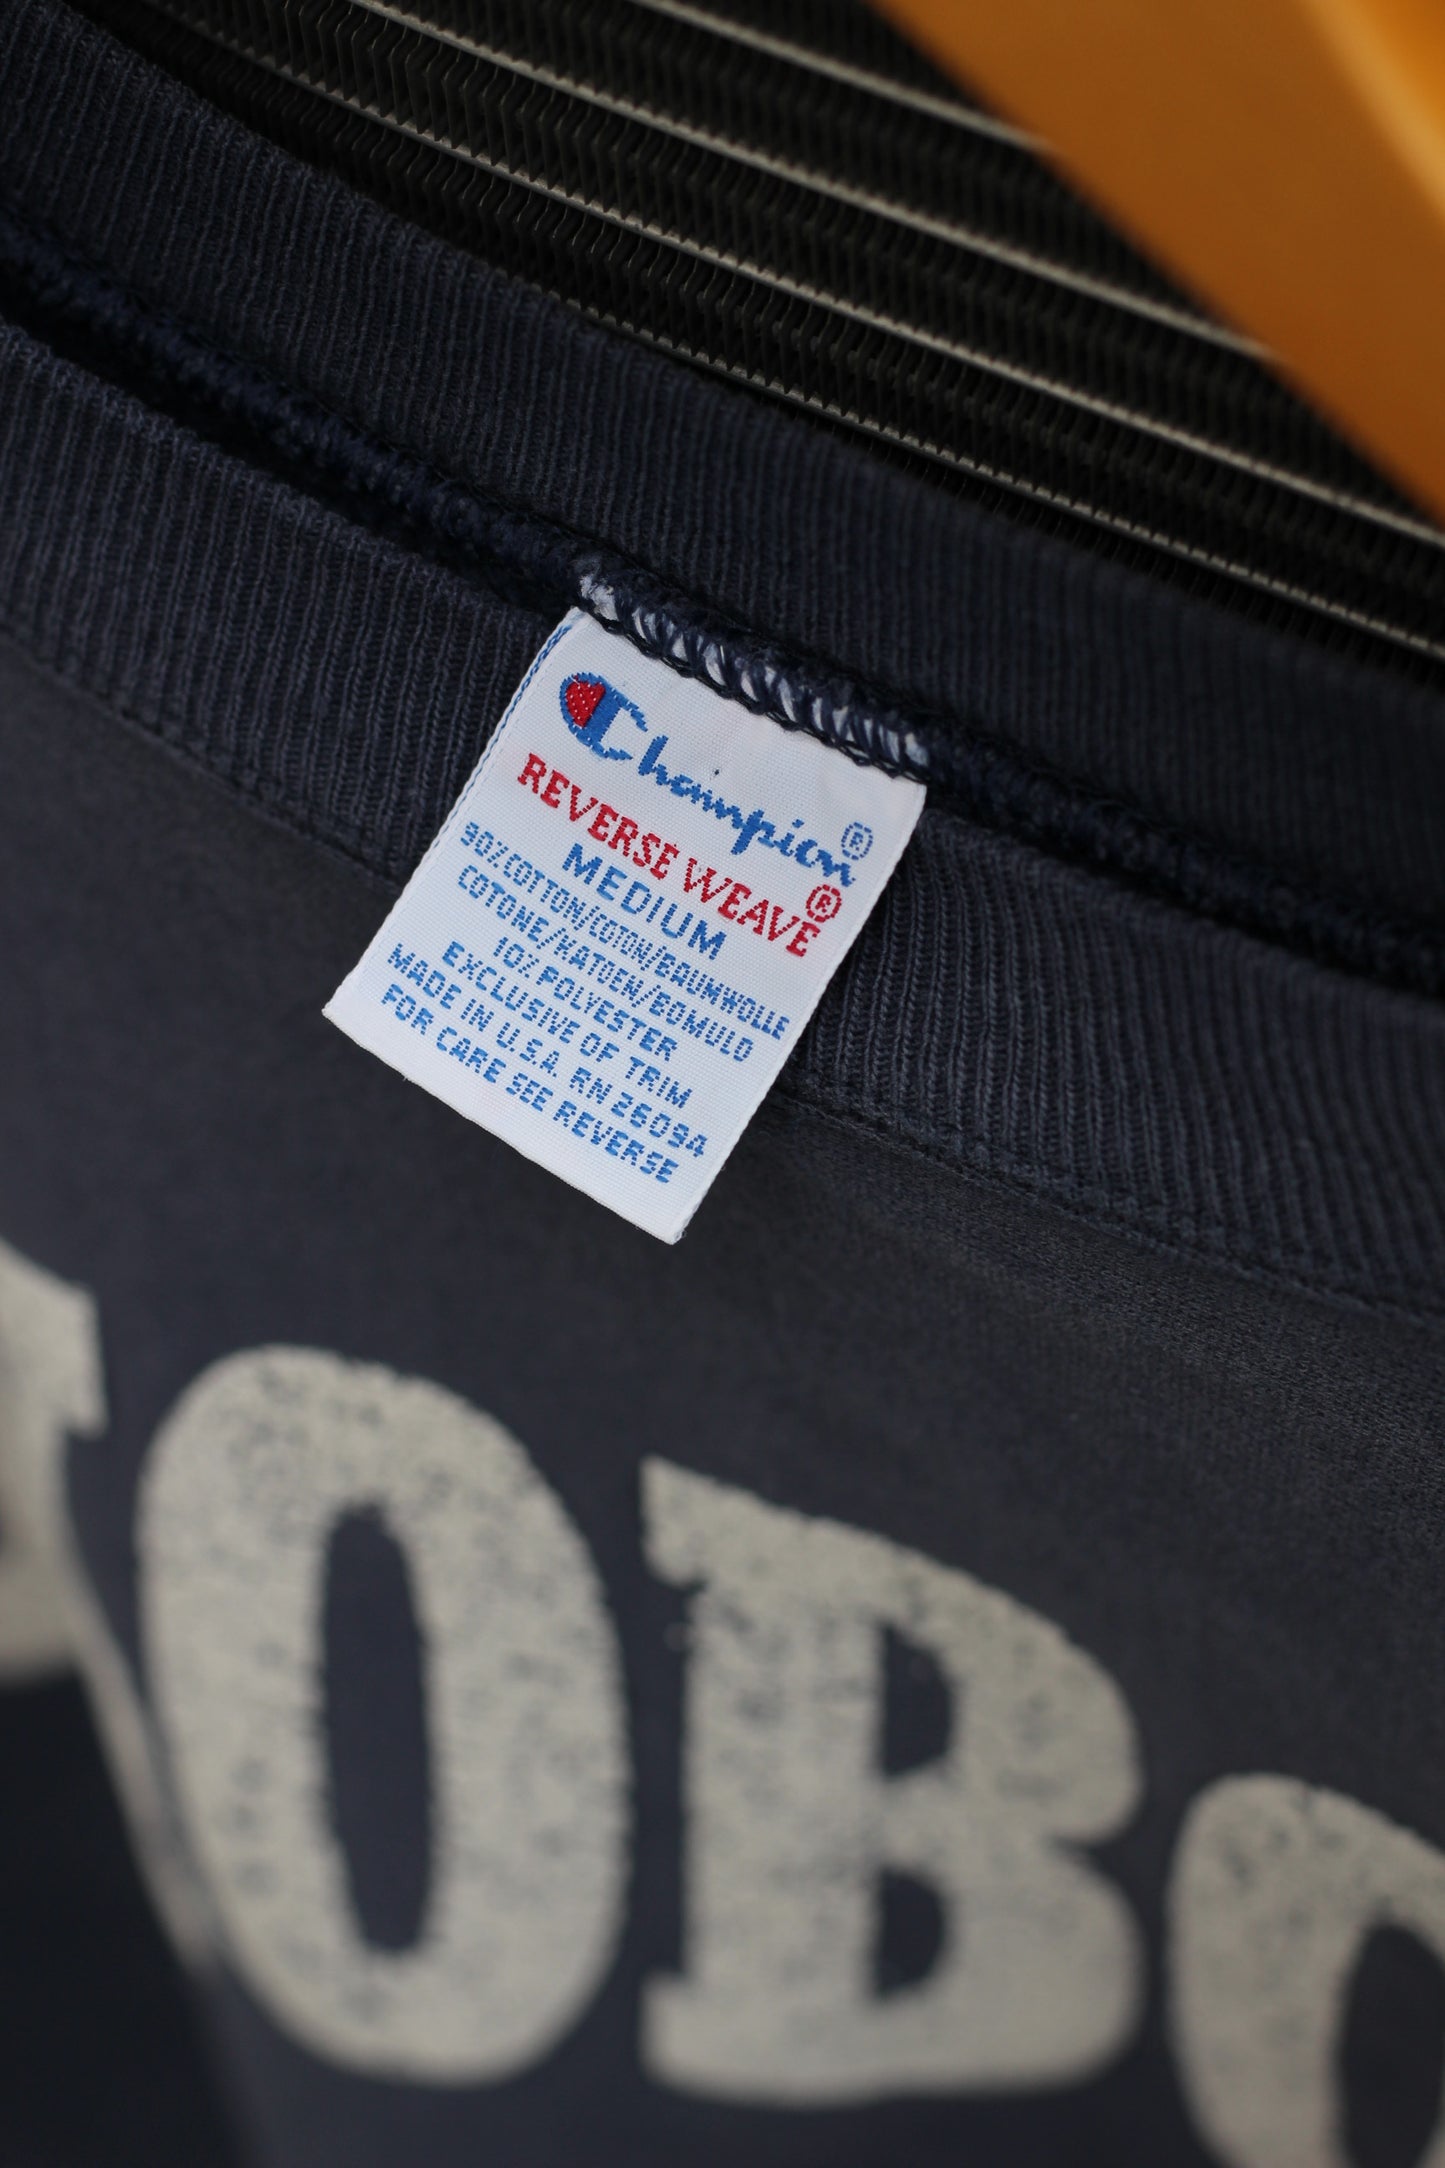 Champion®
REVERSE WEAVE®
MEDIUM
90% COTTON/COTON/BAUMWOLLE
COTONE/KATOEN/BOMULD
10% POLYESTER
EXCLUSIVE OF TRIM
MADE IN U.S.A. RN 26094
FOR CARE SEE REVERSE
OBO